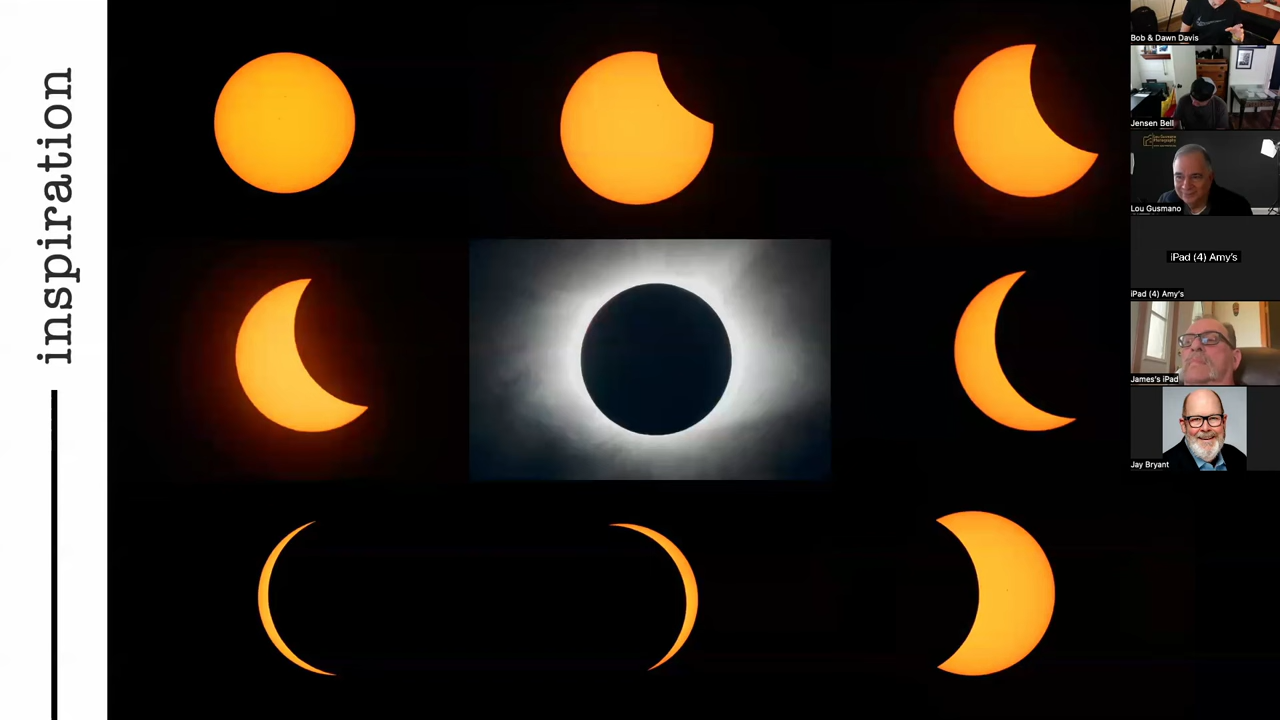 inspiration
Bob & Dawn Davis
Jensen Bell
Lou Gusmano
iPad (4) Amy's
iPad (4) Amy's
James's iPad
Jay Bryant